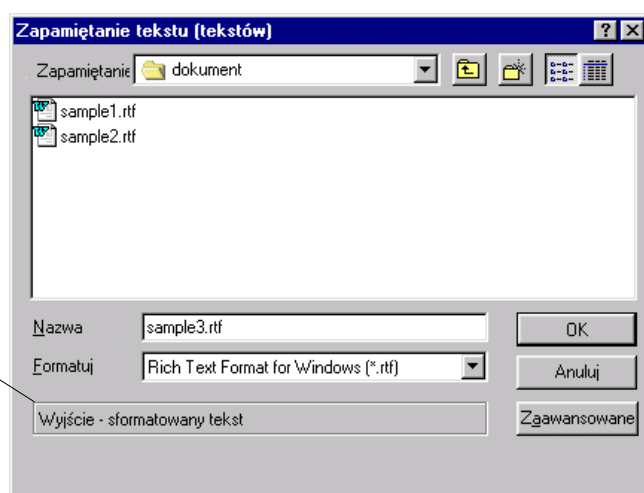 Zapamiętanie tekstu (tekstów)
Zapamiętanie dokument
sample1.rtf
sample2.rtf
Nazwa sample3.rtf OK
Formatuj Rich Text Format for Windows (*.rtf) Anuluj
Wyjście - sformatowany tekst Zaawansowane